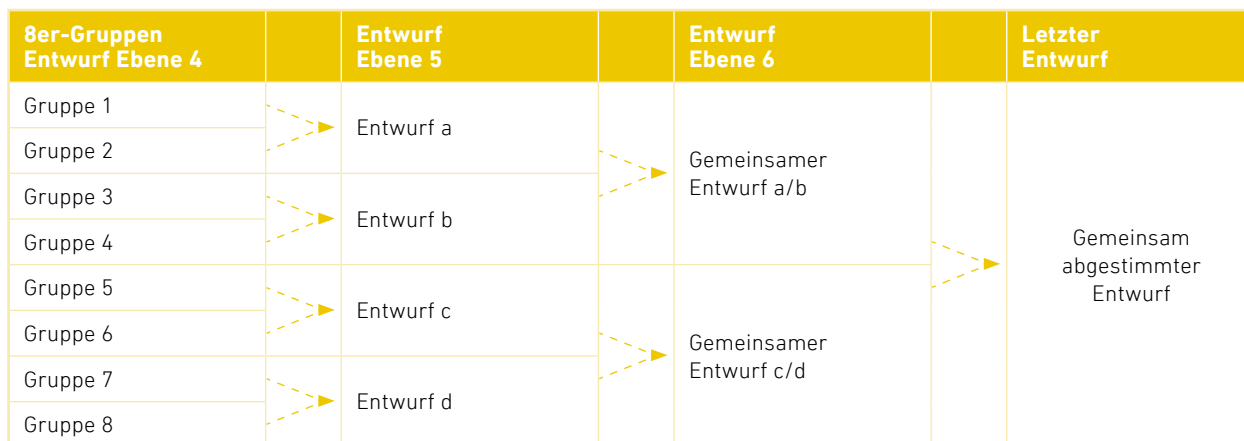 8er-Gruppen
Entwurf Ebene 4
Entwurf
Ebene 5
Entwurf
Ebene 6
Letzter
Entwurf
Gruppe 1
Gruppe 2
Gruppe 3
Gruppe 4
Gruppe 5
Gruppe 6
Gruppe 7
Gruppe 8
Entwurf a
Entwurf b
Entwurf c
Entwurf d
Gemeinsamer
Entwurf a/b
Gemeinsamer
Entwurf c/d
Gemeinsam
abgestimmter
Entwurf